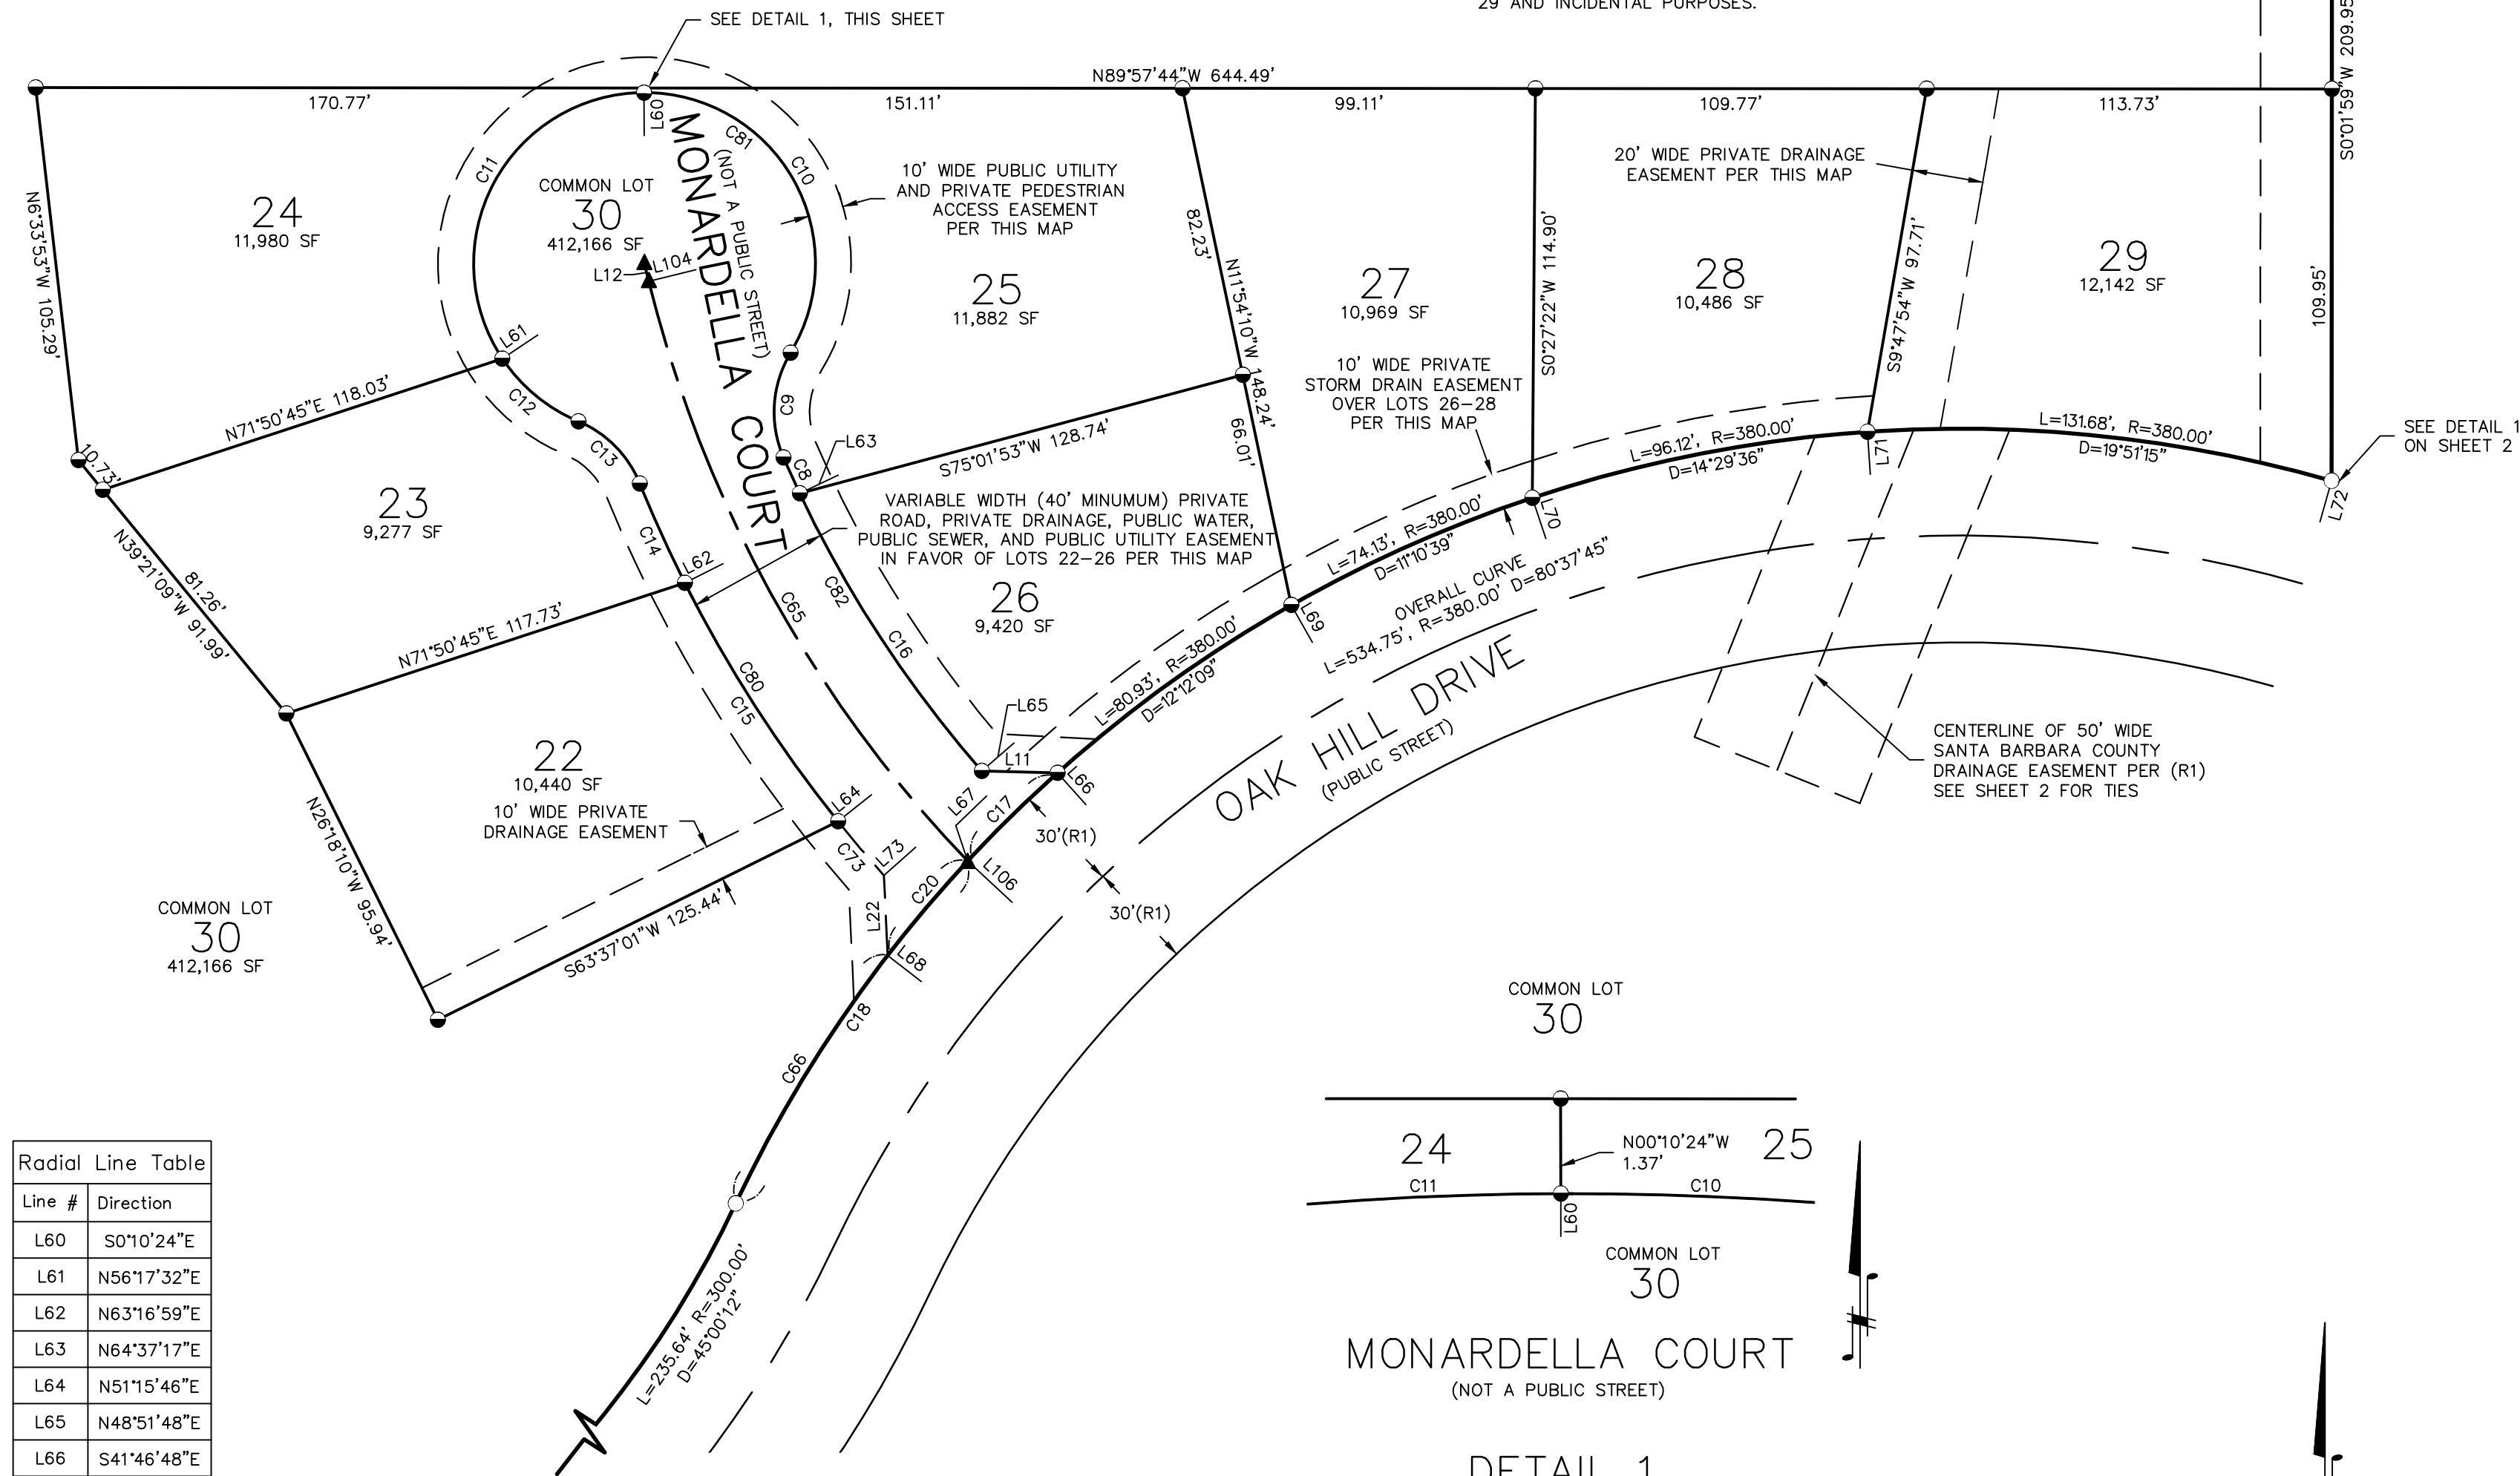 29 AND INCIDENTAL PURPOSES.
SEE DETAIL 1, THIS SHEET
N89°57'44"W 644.49'
170.77'
151.11'
99.11'
109.77'
113.73'
S0°01'59"W 209.95'
109.95'
N6°33'53"W 105.29'
24
11,980 SF
C11
L60
C81
C10
COMMON LOT
30
412,166 SF
L12
L104
MONARDELLA COURT
(NOT A PUBLIC STREET)
10' WIDE PUBLIC UTILITY
AND PRIVATE PEDESTRIAN
ACCESS EASEMENT
PER THIS MAP
25
11,882 SF
82.23'
N11°54'10"W 148.24'
66.01'
27
10,969 SF
S0°27'22"W 114.90'
20' WIDE PRIVATE DRAINAGE
EASEMENT PER THIS MAP
28
10,486 SF
S9°47'54"W 97.71'
29
12,142 SF
10' WIDE PRIVATE
STORM DRAIN EASEMENT
OVER LOTS 26-28
PER THIS MAP
L61
N71°50'45"E 118.03'
C12
C13
C14
C9
C8
L63
S75°01'53"W 128.74'
10.73'
23
9,277 SF
N39°21'09"W 91.99'
81.26'
VARIABLE WIDTH (40' MINUMUM) PRIVATE
ROAD, PRIVATE DRAINAGE, PUBLIC WATER,
PUBLIC SEWER, AND PUBLIC UTILITY EASEMENT
IN FAVOR OF LOTS 22-26 PER THIS MAP
L62
N71°50'45"E 117.73'
C65
C82
C16
26
9,420 SF
L=74.13', R=380.00'
D=11°10'39"
L70
L=96.12', R=380.00'
D=14°29'36"
L71
L=131.68', R=380.00'
D=19°51'15"
L72
SEE DETAIL 1
ON SHEET 2
L69
OVERALL CURVE
L=534.75', R=380.00' D=80°37'45"
L=80.93', R=380.00'
D=12°12'09"
C80
C15
L65
L11
L66
OAK HILL DRIVE
(PUBLIC STREET)
CENTERLINE OF 50' WIDE
SANTA BARBARA COUNTY
DRAINAGE EASEMENT PER (R1)
SEE SHEET 2 FOR TIES
22
10,440 SF
10' WIDE PRIVATE
DRAINAGE EASEMENT
L64
L67
C17
30'(R1)
C73
L73
C20
L106
30'(R1)
N26°18'10"W 95.94'
S63°37'01"W 125.44'
L22
L68
C18
C66
COMMON LOT
30
412,166 SF
COMMON LOT
30
24
N00°10'24"W
1.37'
25
C11
C10
L60
COMMON LOT
30
MONARDELLA COURT
(NOT A PUBLIC STREET)
DETAIL 1
L=235.64' R=300.00'
D=45°00'12"
Radial Line Table
Line # Direction
L60 S0°10'24"E
L61 N56°17'32"E
L62 N63°16'59"E
L63 N64°37'17"E
L64 N51°15'46"E
L65 N48°51'48"E
L66 S41°46'48"E